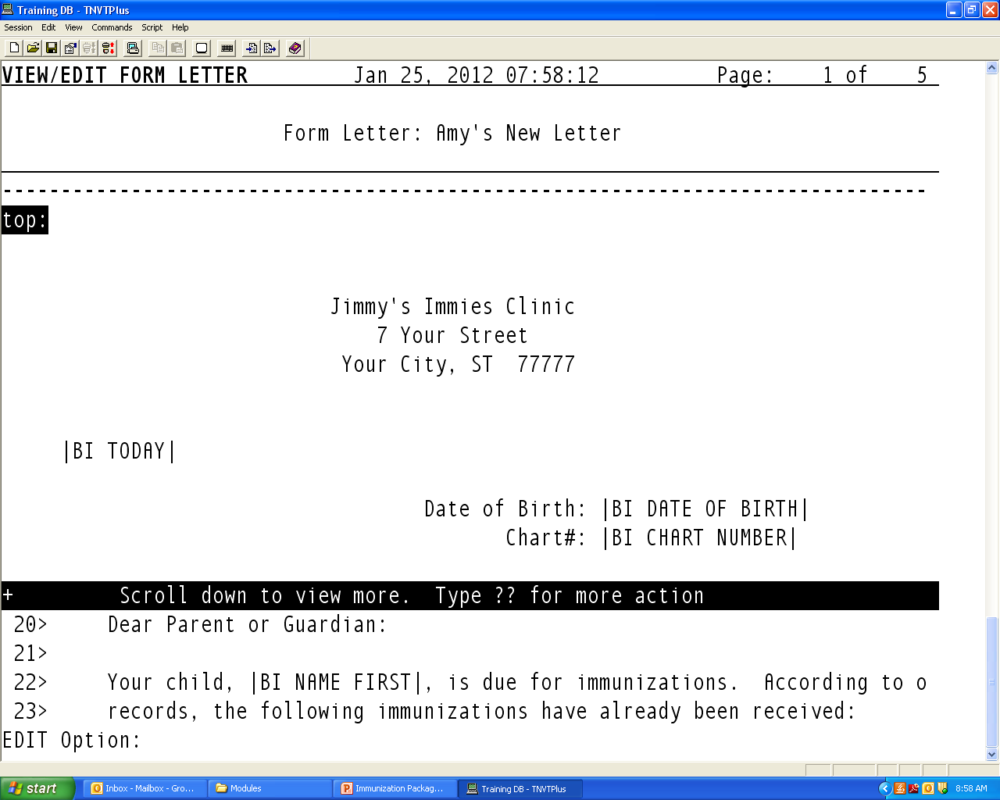 Training DB - TNVTPlus
Session Edit View Commands Script Help
VIEW/EDIT FORM LETTER Jan 25, 2012 07:58:12 Page: 1 of 5
Form Letter: Amy's New Letter
--------------------------------------------------------------------------------
top:
Jimmy's Immies Clinic
7 Your Street
Your City, ST 77777
|BI TODAY|
Date of Birth: |BI DATE OF BIRTH|
Chart#: |BI CHART NUMBER|
+ Scroll down to view more. Type ?? for more action
20> Dear Parent or Guardian:
21>
22> Your child, |BI NAME FIRST|, is due for immunizations. According to o
23> records, the following immunizations have already been received:
EDIT Option:
start Inbox - Mailbox - Gro... Modules Immunization Packag... Training DB - TNVTPlus 8:58 AM